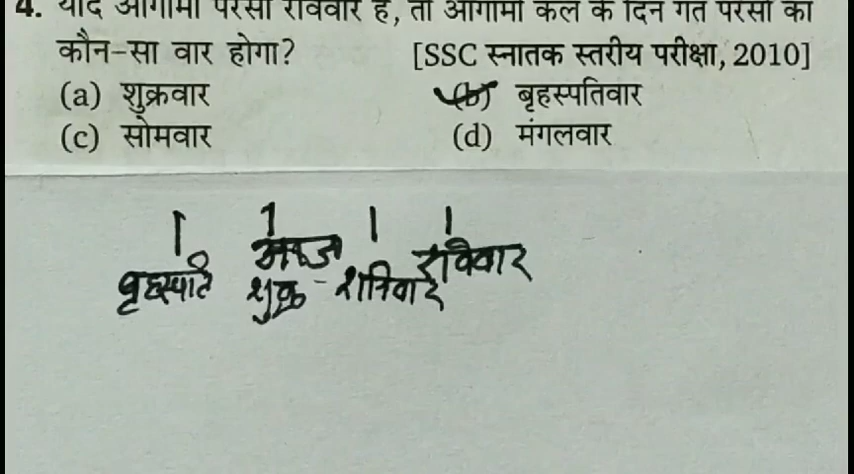 4. यदि आगामी परसों रविवार है, तो आगामी कल के दिन गत परसों का
कौन-सा वार होगा? [SSC स्नातक स्तरीय परीक्षा, 2010]
(a) शुक्रवार (b) बृहस्पतिवार
(c) सोमवार (d) मंगलवार
आज रविवार
बृहस्पति शुक्र - शनिवार